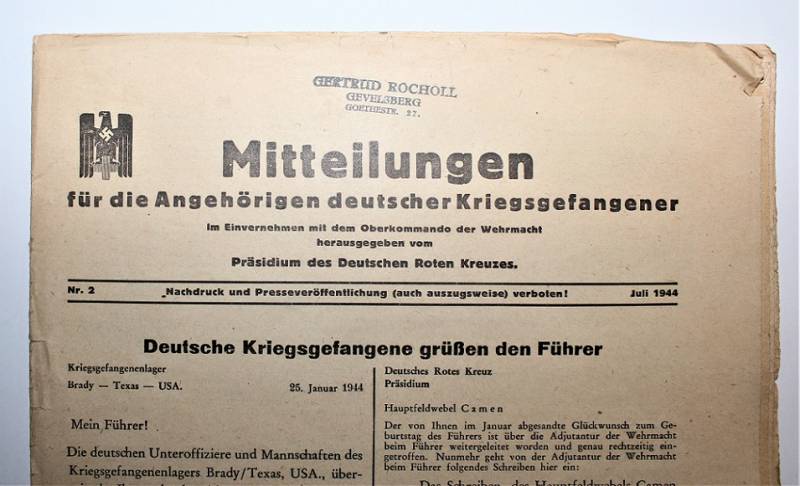 GERTRUD ROCHOLL
GEVELSBERG
GOETHESTR. 27.
Mitteilungen
für die Angehörigen deutscher Kriegsgefangener
Im Einvernehmen mit dem Oberkommando der Wehrmacht
herausgegeben vom
Präsidium des Deutschen Roten Kreuzes.
Nr. 2 Nachdruck und Presseveröffentlichung (auch auszugsweise) verboten! Juli 1944
Deutsche Kriegsgefangene grüßen den Führer
Kriegsgefangenenlager
Brady — Texas — USA. 25. Januar 1944
Mein Führer!
Die deutschen Unteroffiziere und Mannschaften des
Kriegsgefangenenlagers Brady/Texas, USA., über-
Deutsches Rotes Kreuz
Präsidium
Hauptfeldwebel Camen
Der von Ihnen im Januar abgesandte Glückwunsch zum Ge-
burtstag des Führers ist über die Adjutantur der Wehrmacht
beim Führer weitergeleitet worden und genau rechtzeitig ein-
getroffen. Nunmehr geht von der Adjutantur der Wehrmacht
beim Führer folgendes Schreiben hier ein:
Das Schreiben des Hauptfeldwebels Camen